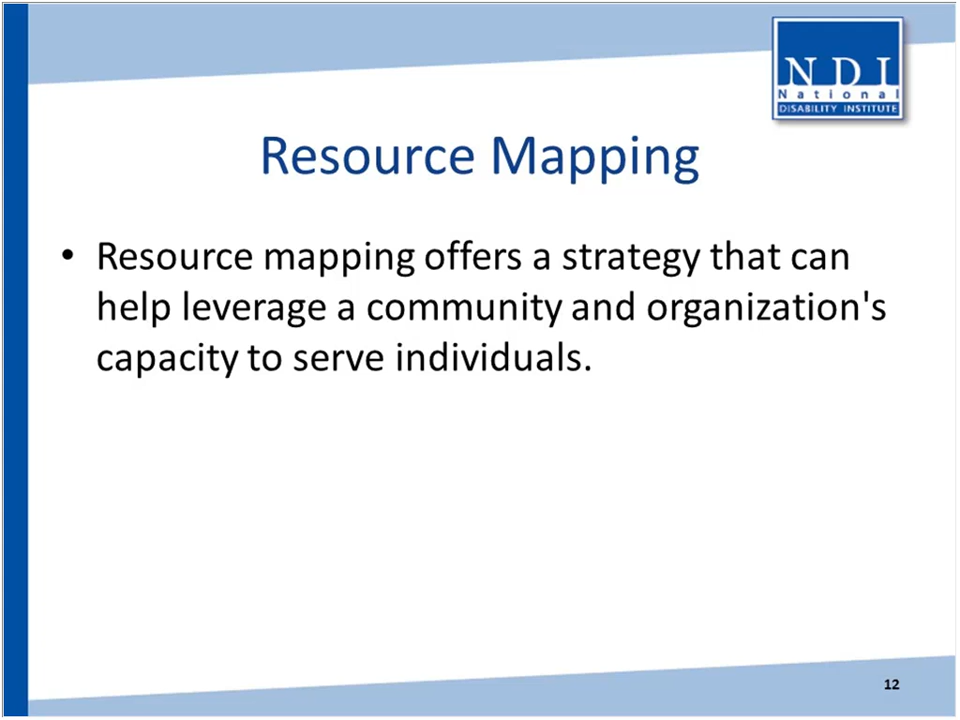 NDI
National
DISABILITY INSTITUTE
Resource Mapping
• Resource mapping offers a strategy that can
help leverage a community and organization's
capacity to serve individuals.
12